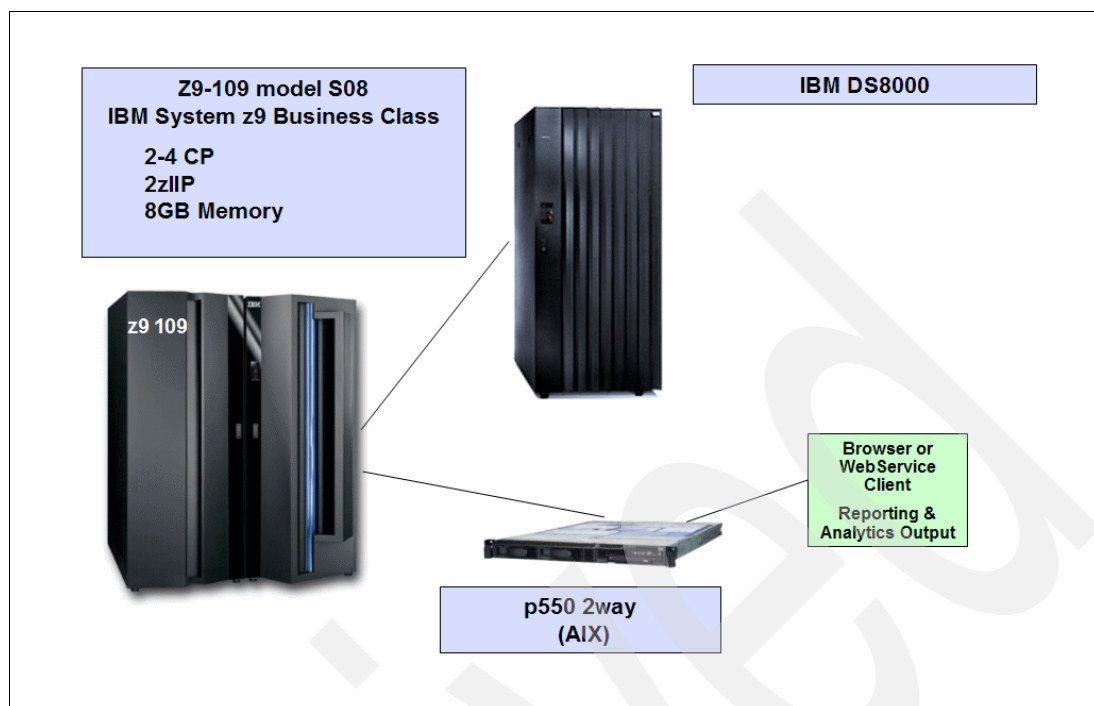 Z9-109 model S08
IBM System z9 Business Class
2-4 CP
2zIIP
8GB Memory
IBM DS8000
IBM
z9 109
Browser or
WebService
Client
Reporting &
Analytics Output
p550 2way
(AIX)